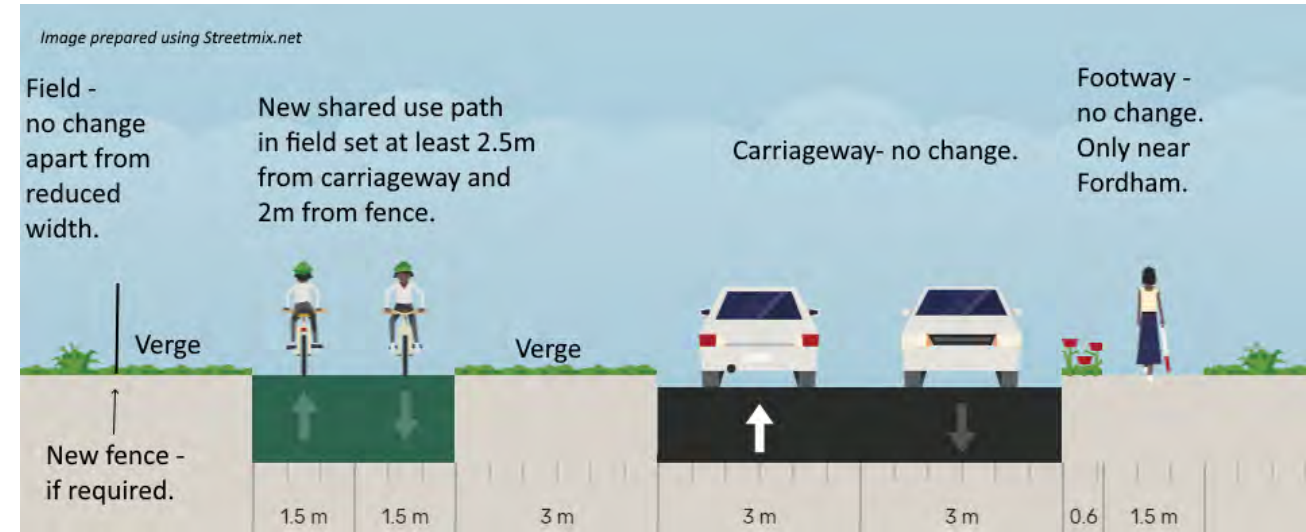 Image prepared using Streetmix.net
Field -
no change
apart from
reduced
width.
New shared use path
in field set at least 2.5m
from carriageway and
2m from fence.
Carriageway- no change.
Footway -
no change.
Only near
Fordham.
Verge
Verge
New fence -
if required.
1.5 m
1.5 m
3 m
3 m
3 m
0.6
1.5 m